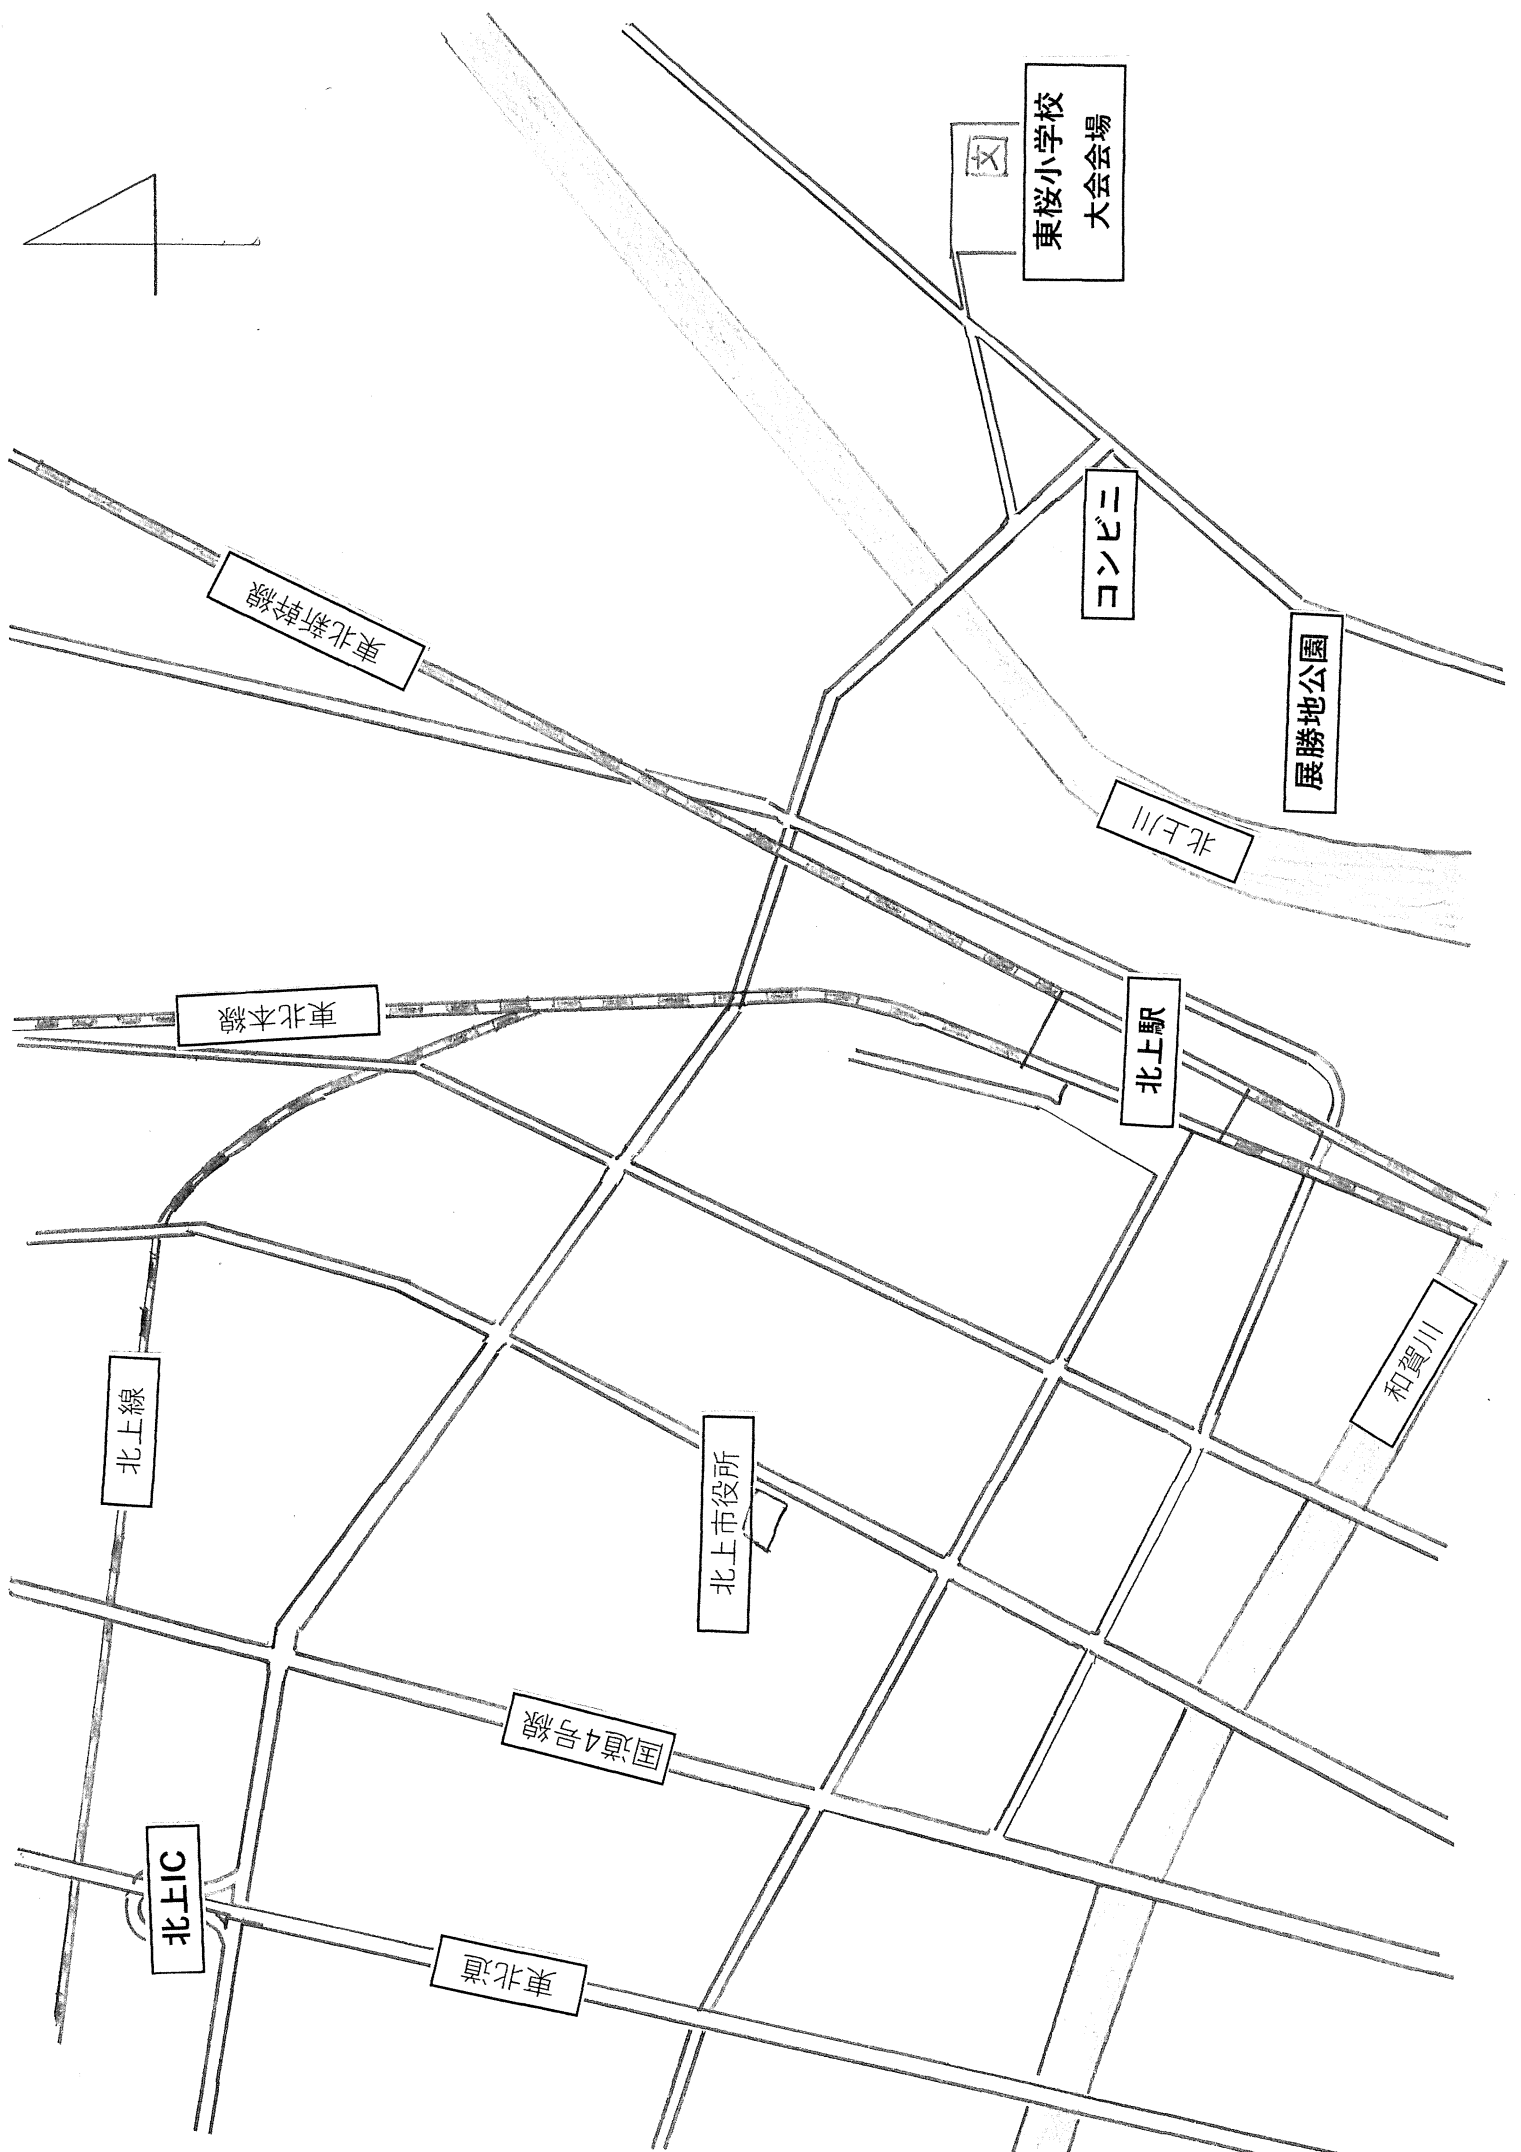 東桜小学校
大会会場
文
コンビニ
展勝地公園
東北新幹線
北上川
東北本線
北上駅
北上線
和賀川
北上市役所
国道4号線
北上IC
東北道